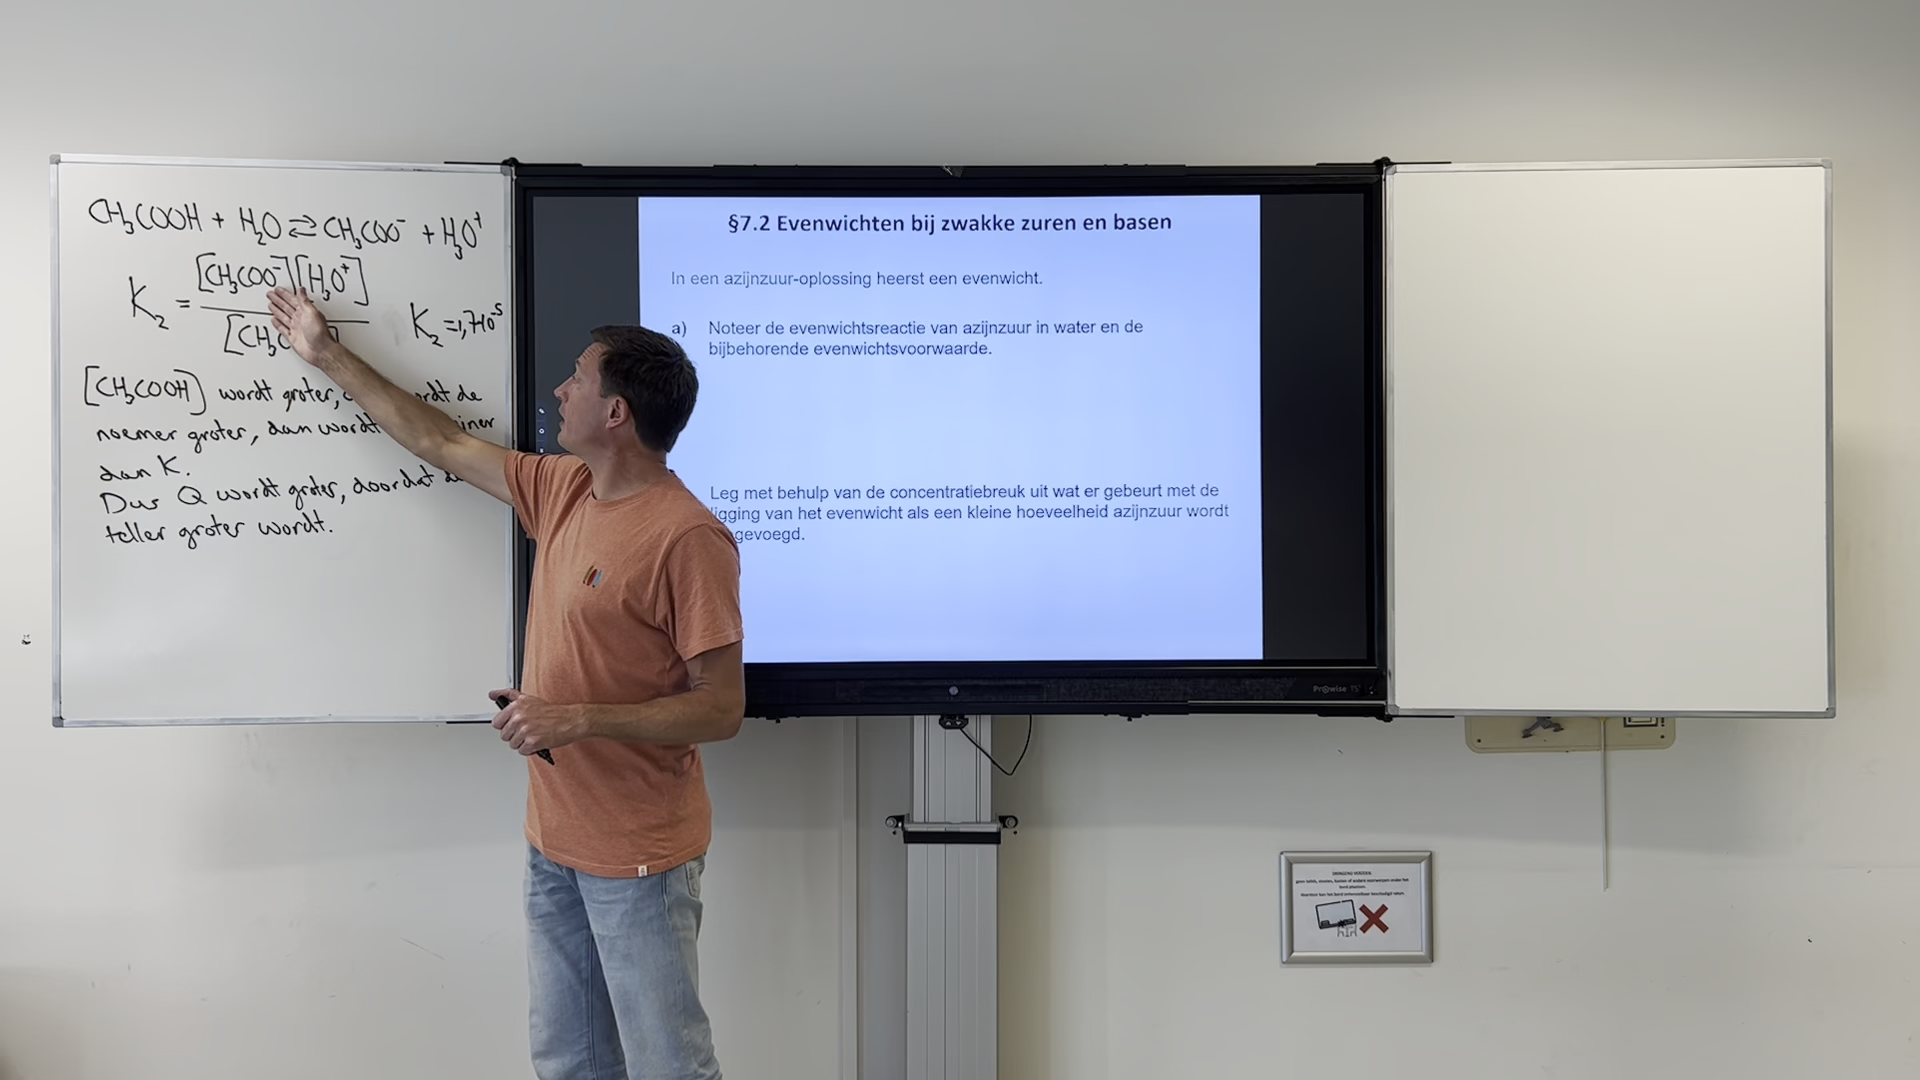 CH₃COOH + H₂O ⇌ CH₃COO⁻ + H₃O⁺
K₂ = [CH₃COO⁻][H₃O⁺]
[CH₃C
K₂=1,7·10⁻⁵
[CH₃COOH] wordt groter, wordt de
noemer groter, dan wordt
dan K.
Dus Q wordt groter, doordat de
teller groter wordt.
§7.2 Evenwichten bij zwakke zuren en basen
In een azijnzuur-oplossing heerst een evenwicht.
a) Noteer de evenwichtsreactie van azijnzuur in water en de
bijbehorende evenwichtsvoorwaarde.
Leg met behulp van de concentratiebreuk uit wat er gebeurt met de
ligging van het evenwicht als een kleine hoeveelheid azijnzuur wordt
gevoegd.
Prowise
DRINGEND VERZOEK